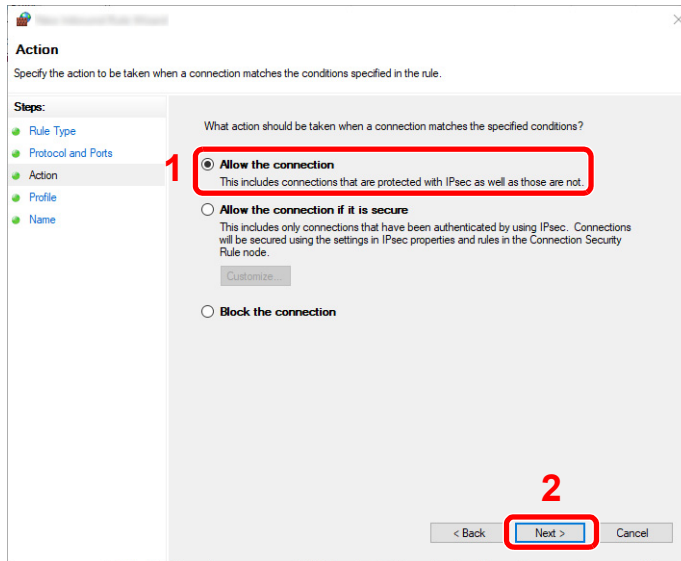 Action
Specify the action to be taken when a connection matches the conditions specified in the rule.
Steps:
Rule Type
Protocol and Ports
Action
Profile
Name
What action should be taken when a connection matches the specified conditions?
1
Allow the connection
This includes connections that are protected with IPsec as well as those are not.
Allow the connection if it is secure
This includes only connections that have been authenticated by using IPsec. Connections
will be secured using the settings in IPsec properties and rules in the Connection Security
Rule node.
Customize...
Block the connection
2
< Back
Next >
Cancel